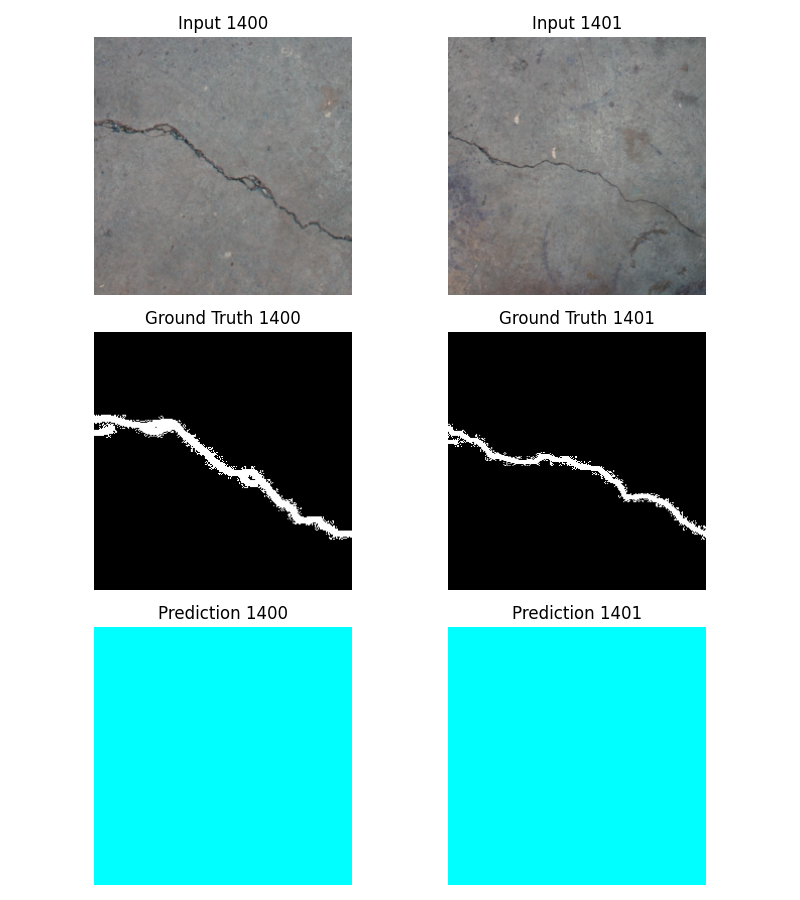 Input 1400
Input 1401
Ground Truth 1400
Ground Truth 1401
Prediction 1400
Prediction 1401